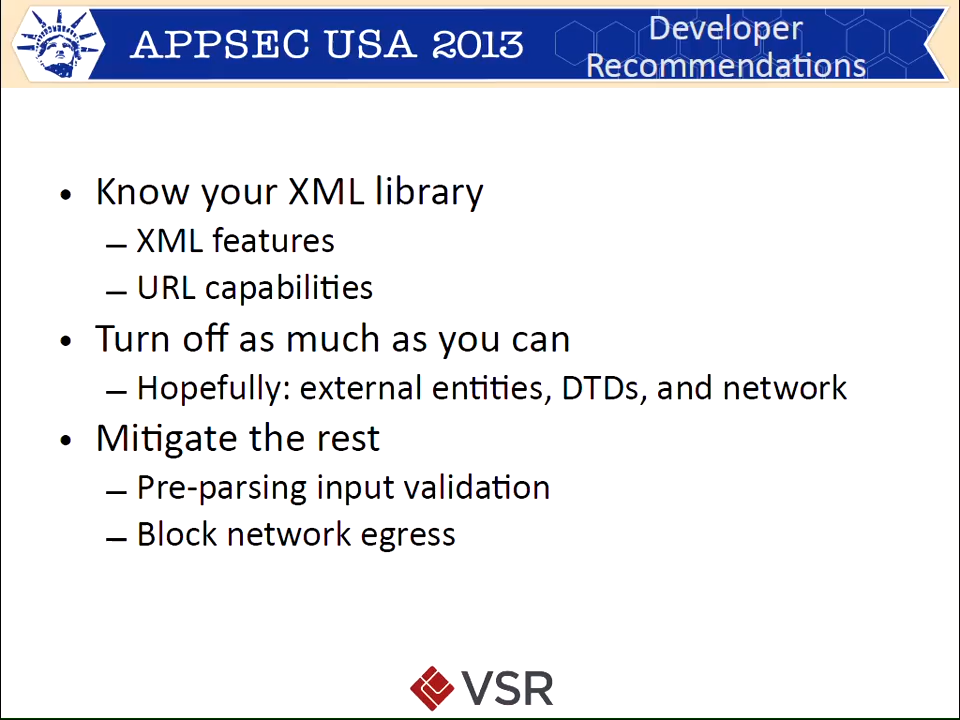 APPSEC USA 2013
Developer
Recommendations
• Know your XML library
– XML features
– URL capabilities
• Turn off as much as you can
– Hopefully: external entities, DTDs, and network
• Mitigate the rest
– Pre-parsing input validation
– Block network egress
VSR